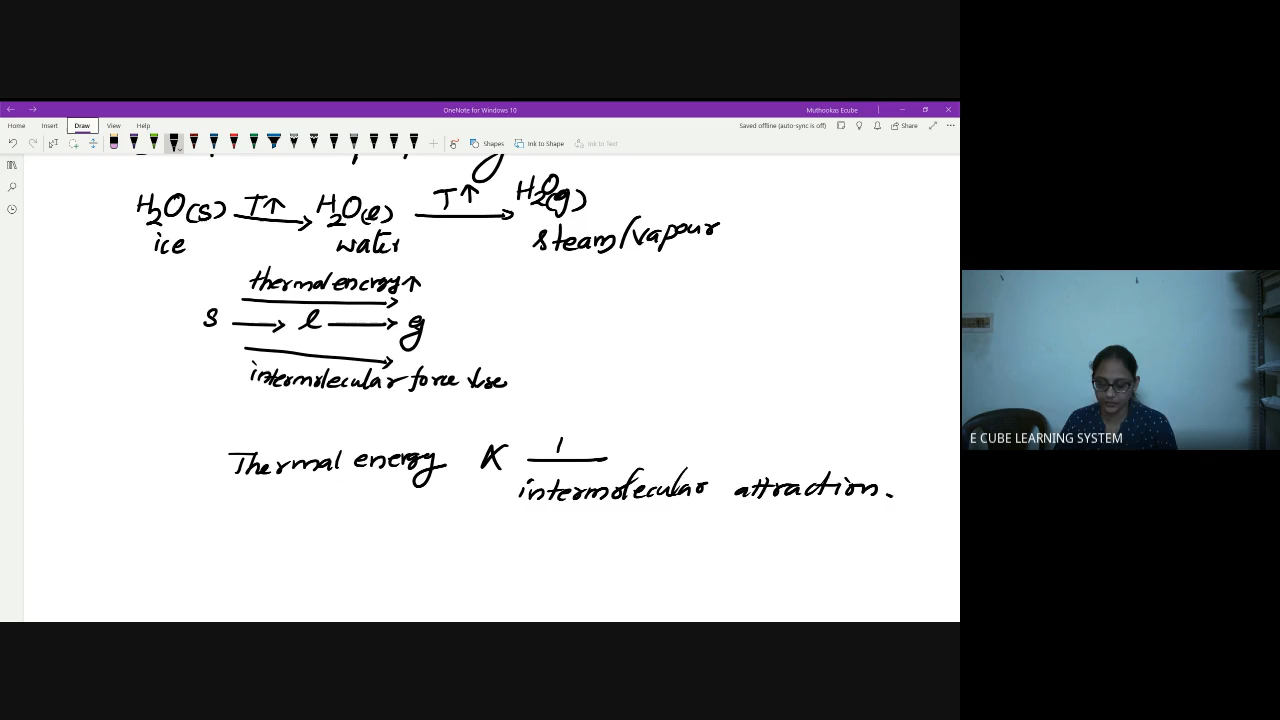 OneNote for Windows 10
Muthookas Ecube
Home Insert Draw View Help
Saved offline (auto-sync is off) Share
Shapes Ink to Shape Ink to Text
H₂O(s) T↑ → H₂O(l) T↑ → H₂O(g)
ice water steam/vapour
thermal energy ↑
s → l → g
intermolecular force ↓se
Thermal energy ∝ 1
intermolecular attraction.
E CUBE LEARNING SYSTEM